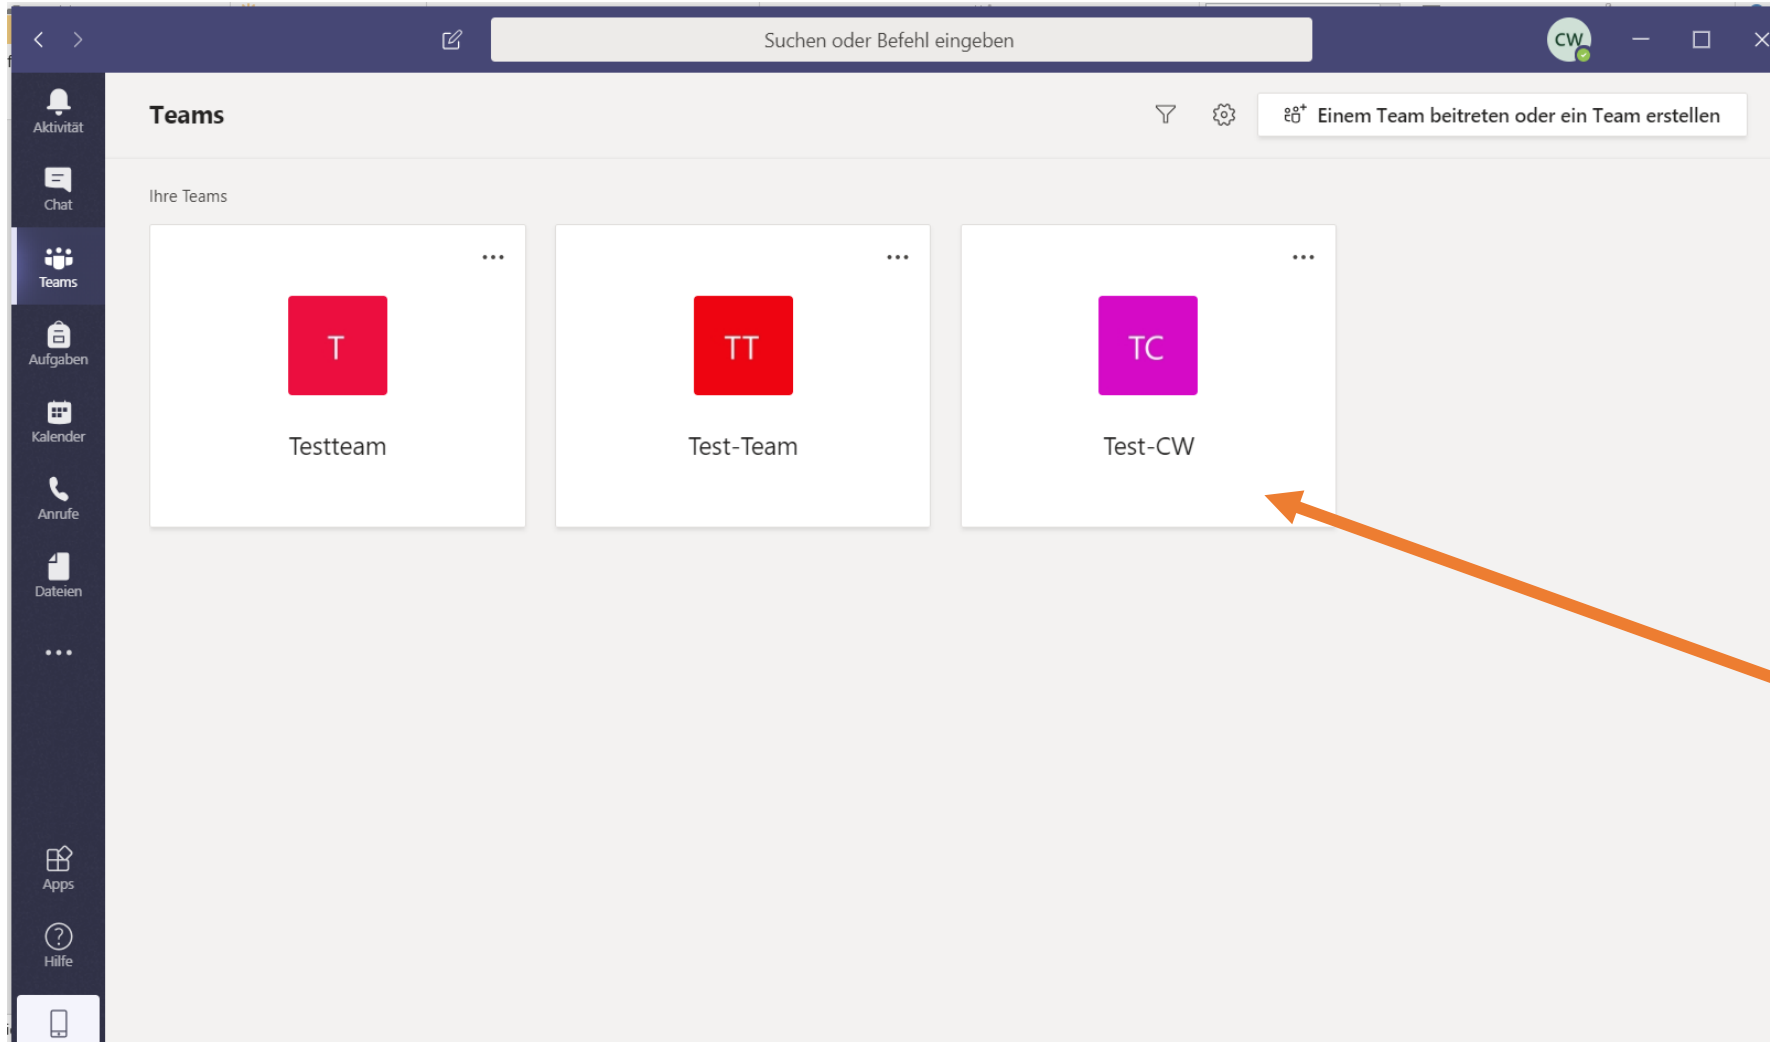 Suchen oder Befehl eingeben
CW
Aktivität
Chat
Teams
Aufgaben
Kalender
Anrufe
Dateien
Apps
Hilfe
Teams
Einem Team beitreten oder ein Team erstellen
Ihre Teams
T
Testteam
TT
Test-Team
TC
Test-CW